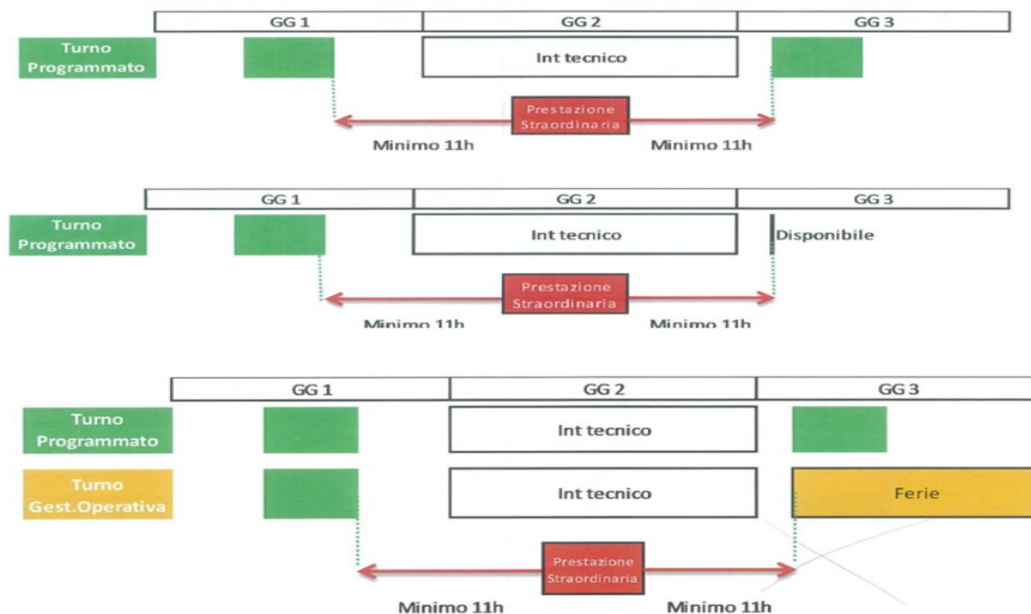 GG 1 GG 2 GG 3
Turno
Programmato
Int tecnico
Prestazione
Straordinaria
Minimo 11h Minimo 11h
GG 1 GG 2 GG 3
Turno
Programmato
Int tecnico
Disponibile
Prestazione
Straordinaria
Minimo 11h Minimo 11h
GG 1 GG 2 GG 3
Turno
Programmato
Int tecnico
Turno
Gest.Operativa
Int tecnico
Ferie
Prestazione
Straordinaria
Minimo 11h Minimo 11h